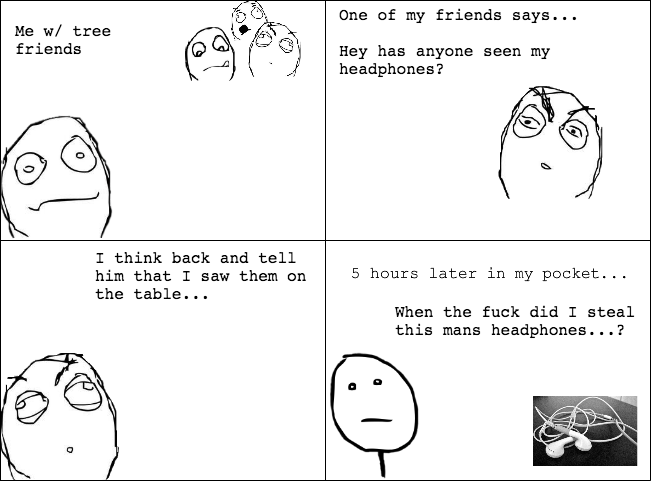 Me w/ tree
friends
One of my friends says...
Hey has anyone seen my
headphones?
I think back and tell
him that I saw them on
the table...
5 hours later in my pocket...
When the fuck did I steal
this mans headphones...?